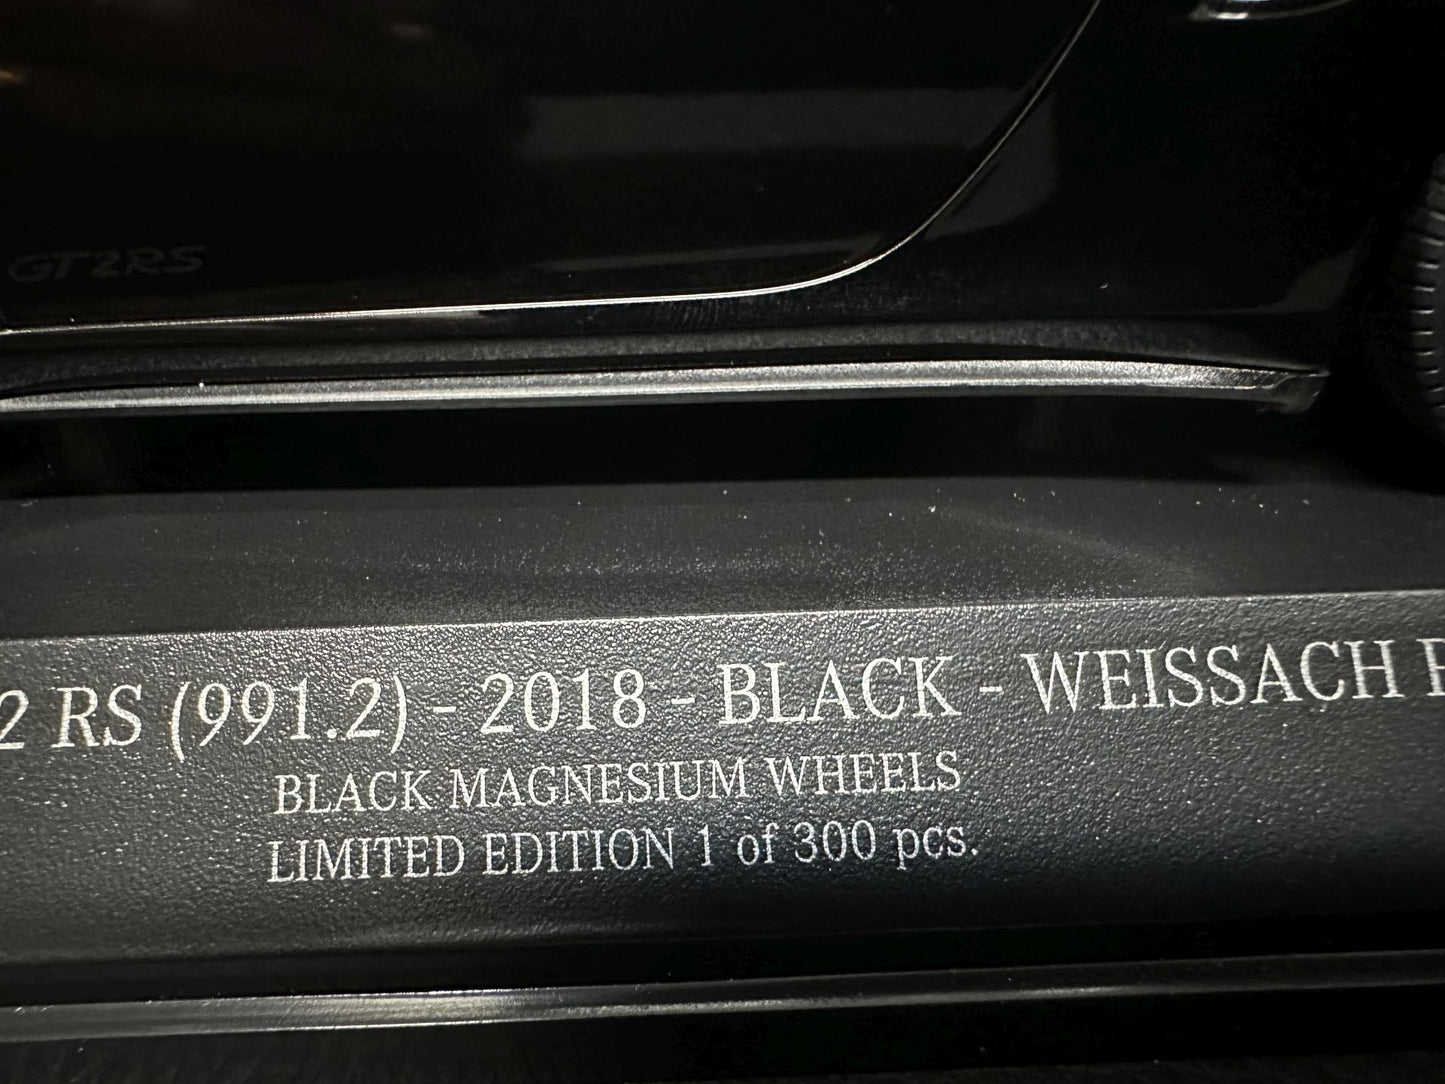 GT2RS
2 RS (991.2) - 2018 - BLACK - WEISSACH
BLACK MAGNESIUM WHEELS
LIMITED EDITION 1 of 300 pcs.